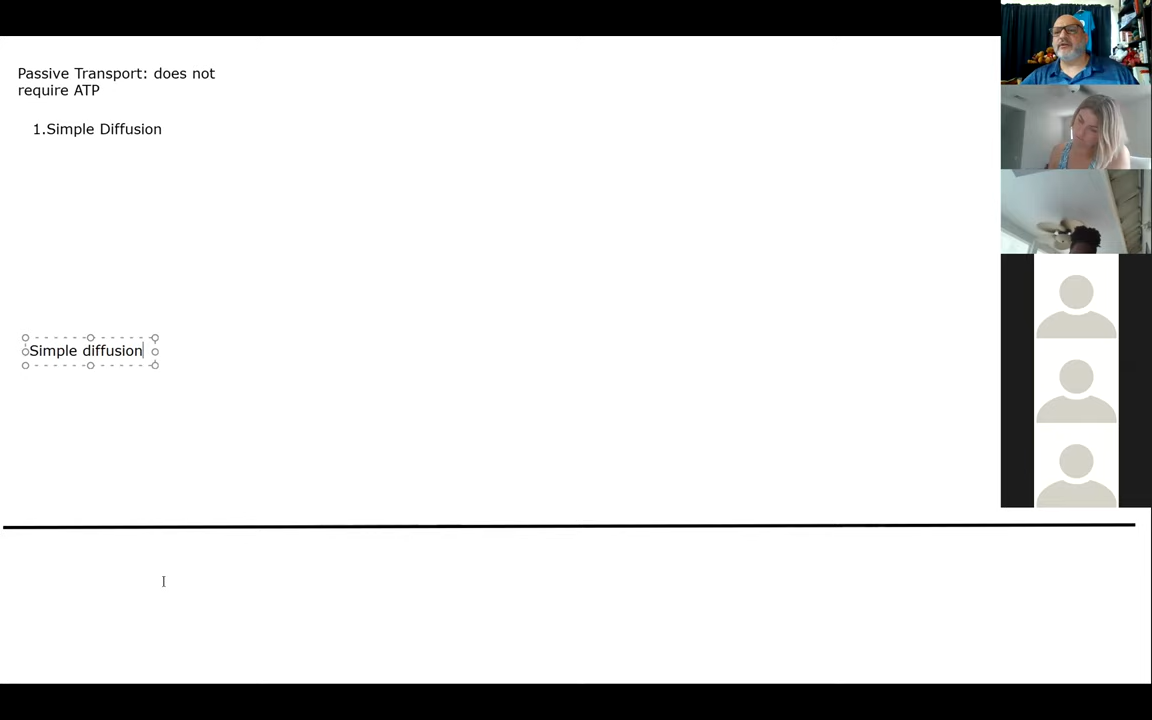 Passive Transport: does not
require ATP
1.Simple Diffusion
Simple diffusion